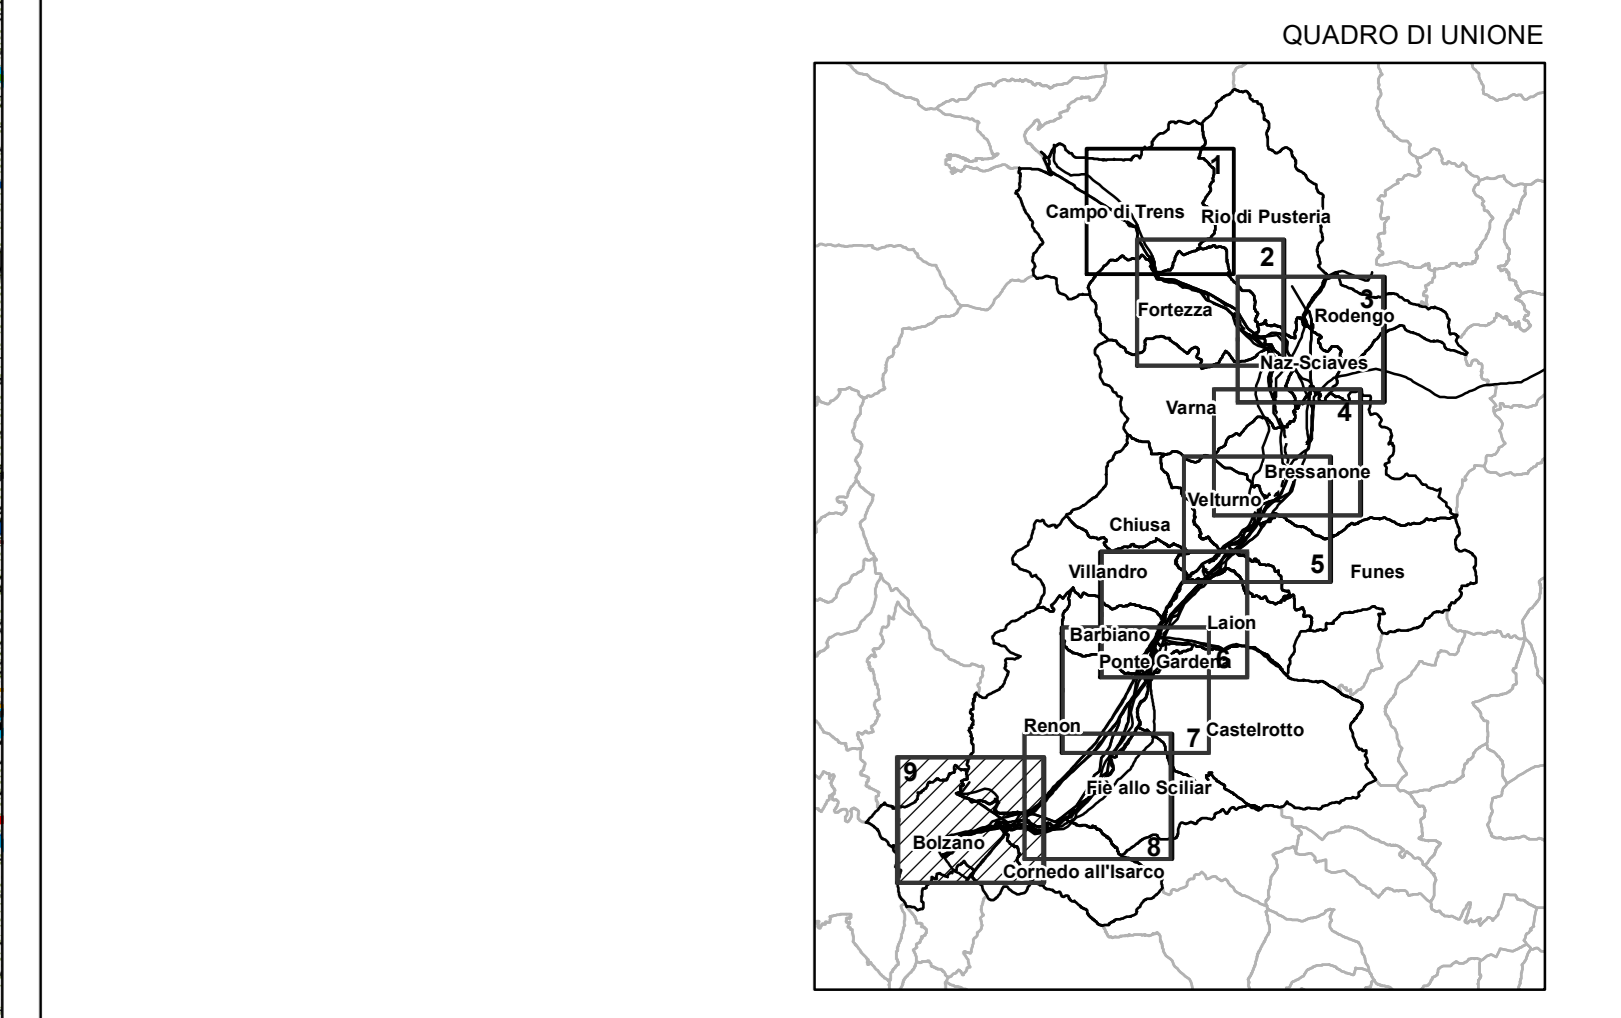 QUADRO DI UNIONE
1
Campo di Trens
Rio di Pusteria
2
3
Fortezza
Rodengo
Naz-Sciaves
Varna
4
Bressanone
Velturno
Chiusa
5
Villandro
Funes
Laion
Barbiano
6
Ponte Gardena
Renon
7
Castelrotto
9
Fiè allo Sciliar
Bolzano
8
Cornedo all'Isarco